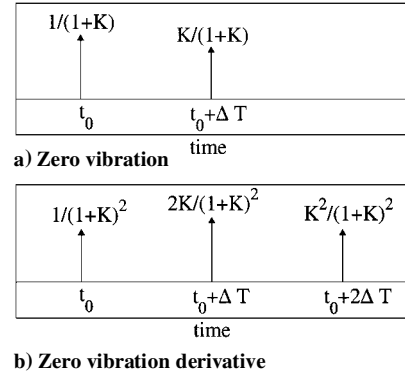 1/(1+K)
K/(1+K)
t₀
t₀+Δ T
time
a) Zero vibration
1/(1+K)²
2K/(1+K)²
K²/(1+K)²
t₀
t₀+Δ T
t₀+2Δ T
time
b) Zero vibration derivative